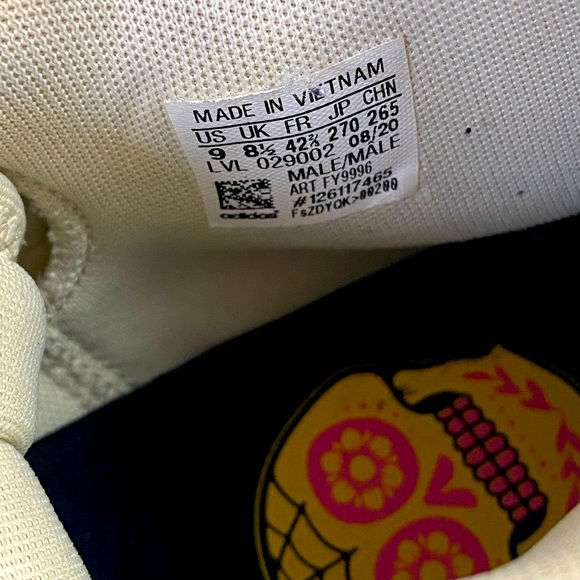 MADE IN VIETNAM
US UK FR JP CHN
9 8½ 42⅔ 270 265
LVL 029002 08/20
MALE/MÂLE
ART FY9996
#126117465
adidas FsZDYQK>00200